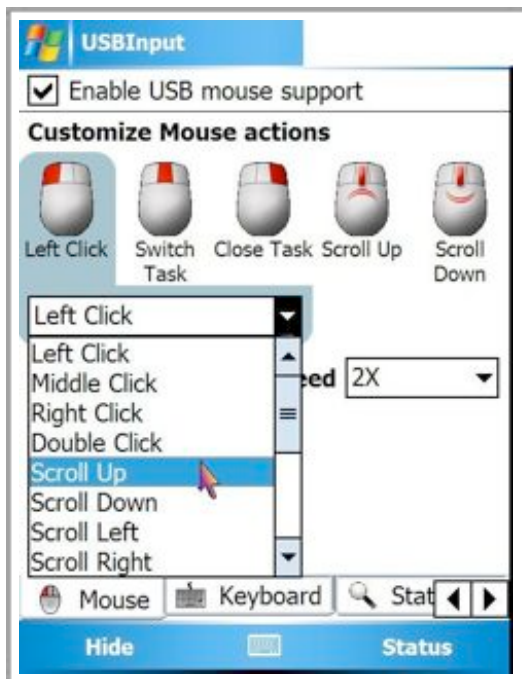 USBInput
Enable USB mouse support
Customize Mouse actions
Left Click
Switch Task
Close Task
Scroll Up
Scroll Down
Left Click
Left Click
Middle Click
Right Click
Double Click
Scroll Up
Scroll Down
Scroll Left
Scroll Right
2X
Mouse
Keyboard
Hide
Status